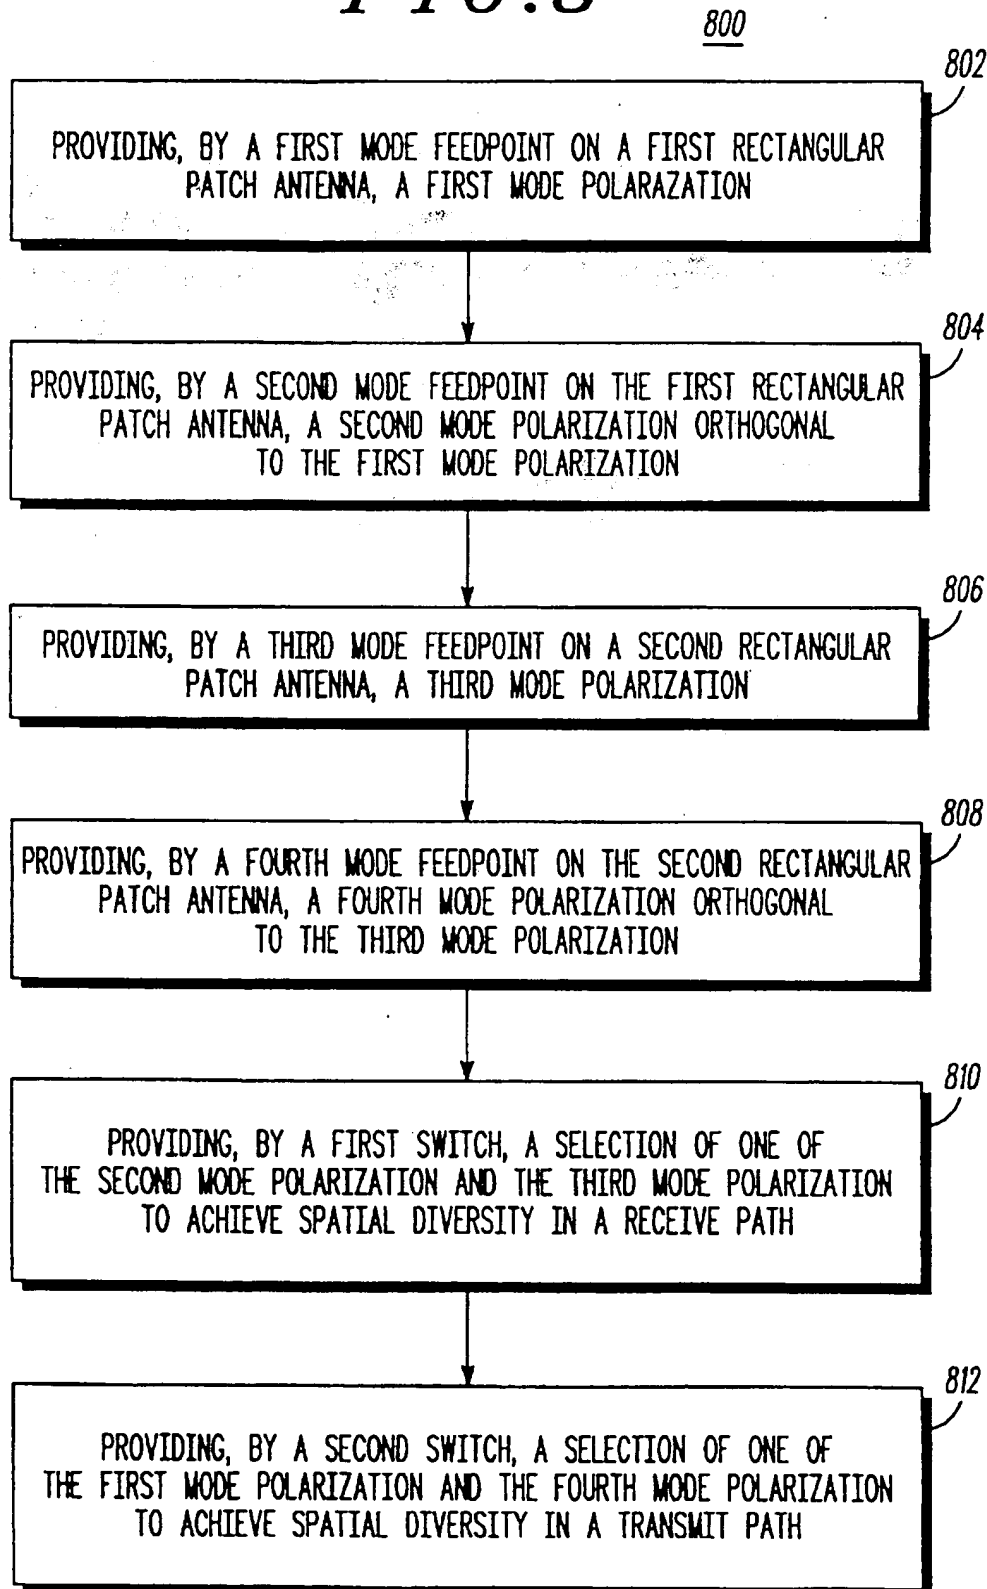 FIG.8
800
802
PROVIDING, BY A FIRST MODE FEEDPOINT ON A FIRST RECTANGULAR
PATCH ANTENNA, A FIRST MODE POLARAZATION
804
PROVIDING, BY A SECOND MODE FEEDPOINT ON THE FIRST RECTANGULAR
PATCH ANTENNA, A SECOND MODE POLARIZATION ORTHOGONAL
TO THE FIRST MODE POLARIZATION
806
PROVIDING, BY A THIRD MODE FEEDPOINT ON A SECOND RECTANGULAR
PATCH ANTENNA, A THIRD MODE POLARIZATION
808
PROVIDING, BY A FOURTH MODE FEEDPOINT ON THE SECOND RECTANGULAR
PATCH ANTENNA, A FOURTH MODE POLARIZATION ORTHOGONAL
TO THE THIRD MODE POLARIZATION
810
PROVIDING, BY A FIRST SWITCH, A SELECTION OF ONE OF
THE SECOND MODE POLARIZATION AND THE THIRD MODE POLARIZATION
TO ACHIEVE SPATIAL DIVERSITY IN A RECEIVE PATH
812
PROVIDING, BY A SECOND SWITCH, A SELECTION OF ONE OF
THE FIRST MODE POLARIZATION AND THE FOURTH MODE POLARIZATION
TO ACHIEVE SPATIAL DIVERSITY IN A TRANSMIT PATH